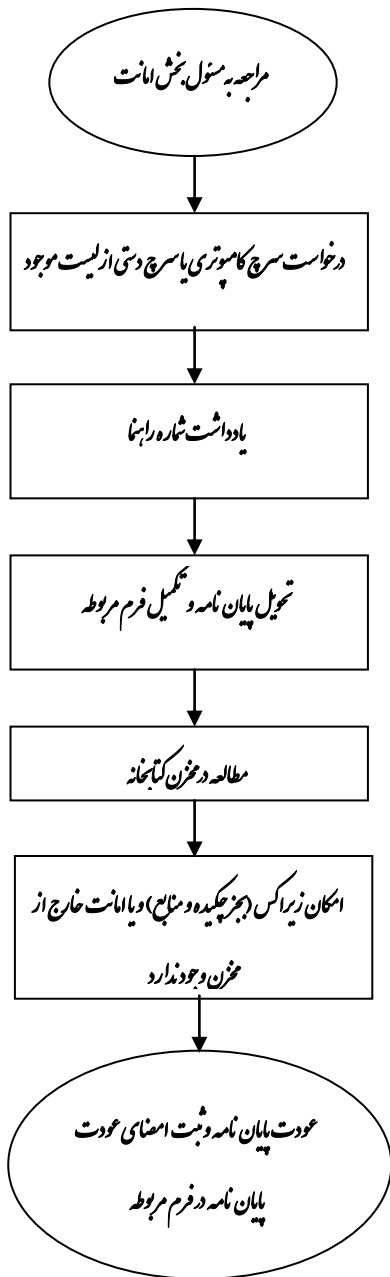 مراجعه به مسئول بخش امانت
درخواست سرچ کامپیوتری یا سرچ دستی از لیست موجود
یادداشت شماره راهنما
تحویل پایان نامه و تکمیل فرم مربوطه
مطالعه در مخزن کتابخانه
امکان زیراکس (بجز چکیده و منابع) و یا امانت خارج از
مخزن وجود ندارد
عودت پایان نامه و ثبت امضای عودت
پایان نامه در فرم مربوطه